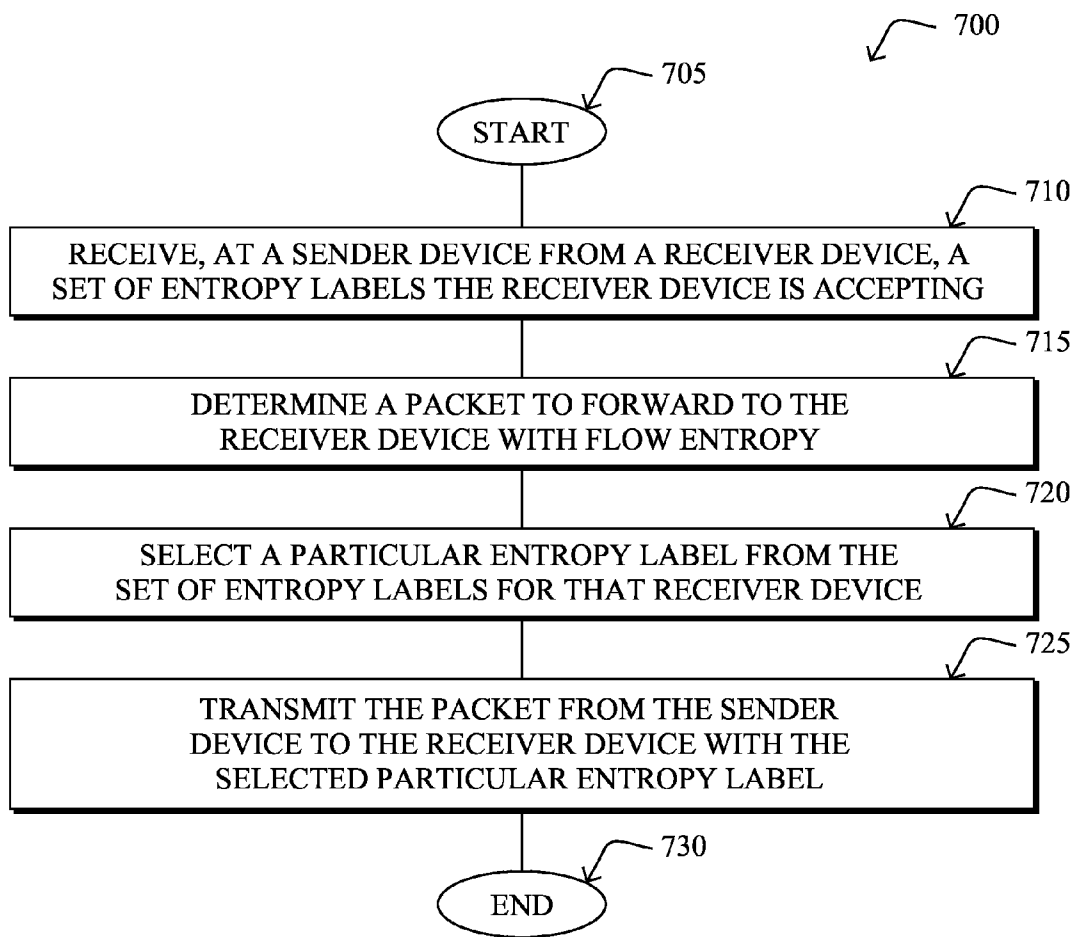 700
705
START
710
RECEIVE, AT A SENDER DEVICE FROM A RECEIVER DEVICE, A
SET OF ENTROPY LABELS THE RECEIVER DEVICE IS ACCEPTING
715
DETERMINE A PACKET TO FORWARD TO THE
RECEIVER DEVICE WITH FLOW ENTROPY
720
SELECT A PARTICULAR ENTROPY LABEL FROM THE
SET OF ENTROPY LABELS FOR THAT RECEIVER DEVICE
725
TRANSMIT THE PACKET FROM THE SENDER
DEVICE TO THE RECEIVER DEVICE WITH THE
SELECTED PARTICULAR ENTROPY LABEL
730
END